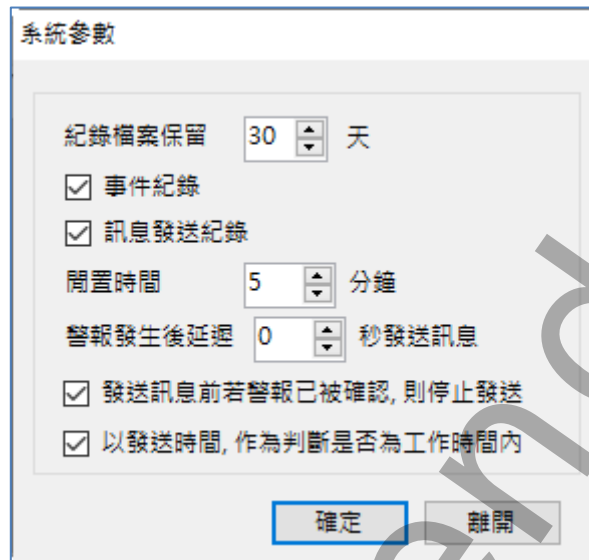 系統參數
紀錄檔案保留 30 天
事件紀錄
訊息發送紀錄
閒置時間 5 分鐘
警報發生後延遲 0 秒發送訊息
發送訊息前若警報已被確認, 則停止發送
以發送時間, 作為判斷是否為工作時間內
確定 離開
end